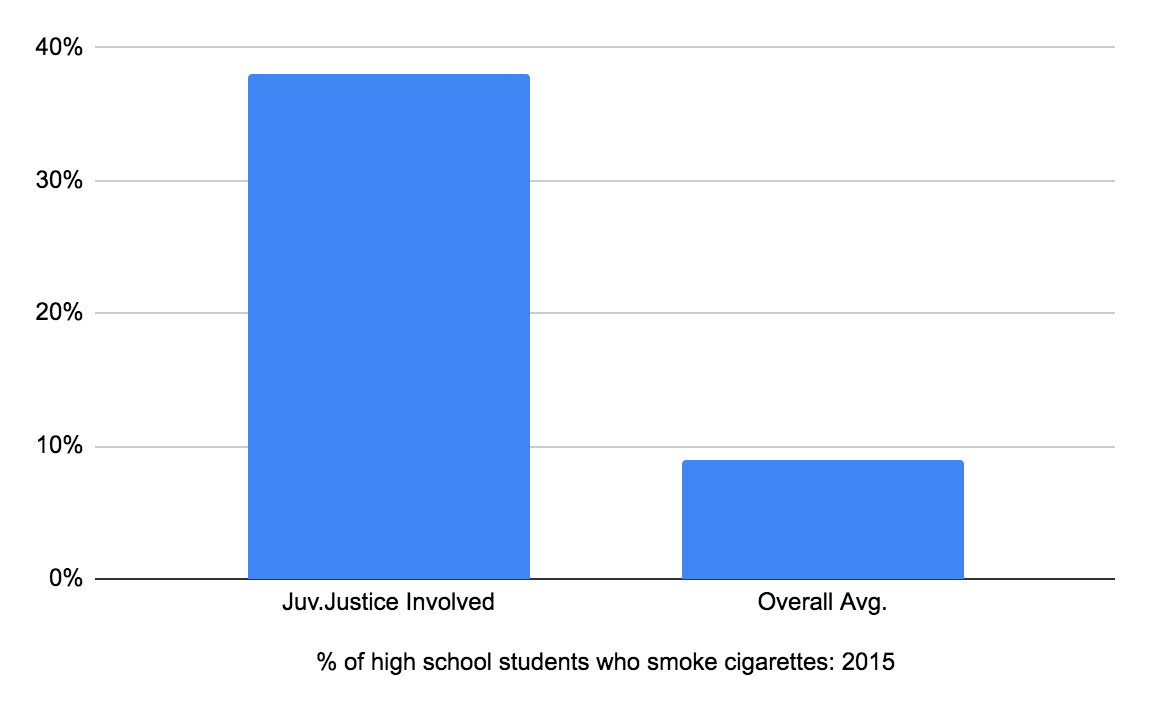 40%
30%
20%
10%
0%
Juv.Justice Involved
Overall Avg.
% of high school students who smoke cigarettes: 2015